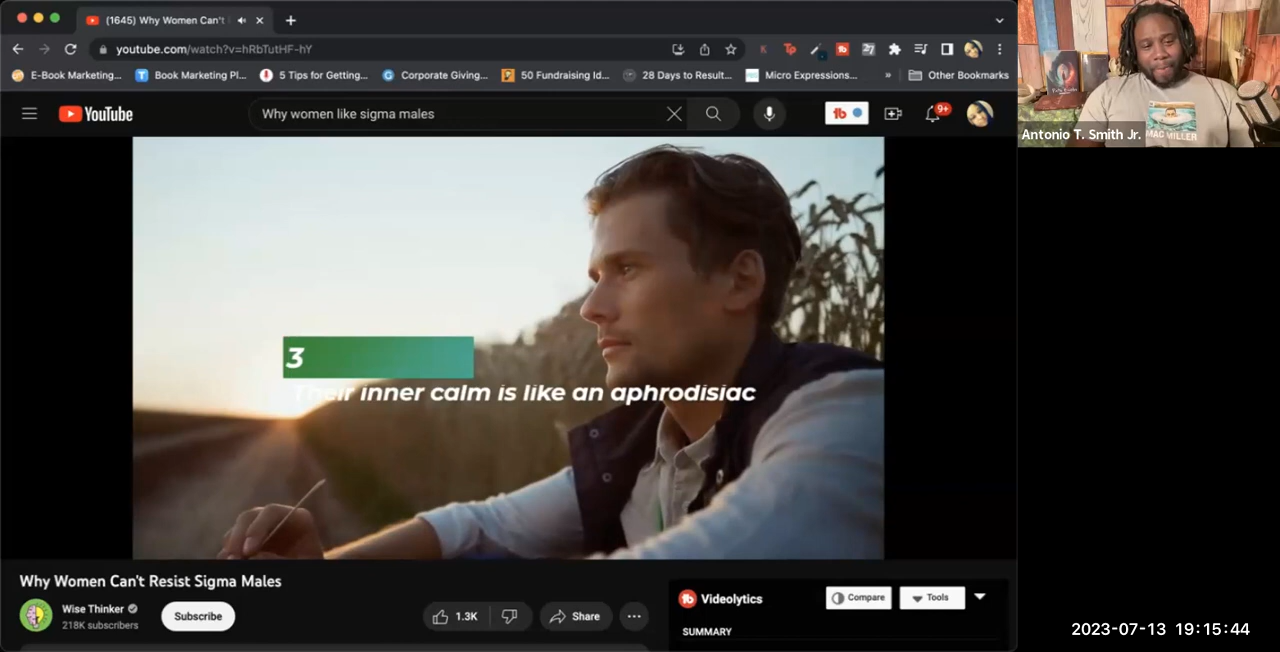 (1645) Why Women Can't
youtube.com/watch?v=hRbTutHF-hY
E-Book Marketing...
Book Marketing Pl...
5 Tips for Getting...
Corporate Giving...
50 Fundraising Id...
28 Days to Result...
Micro Expressions...
»
Other Bookmarks
YouTube
Why women like sigma males
9+
3
Their inner calm is like an aphrodisiac
Why Women Can't Resist Sigma Males
Wise Thinker
218K subscribers
Subscribe
1.3K
Share
Videolytics
Compare
Tools
SUMMARY
Antonio T. Smith Jr.
MAC MILLER
2023-07-13 19:15:44